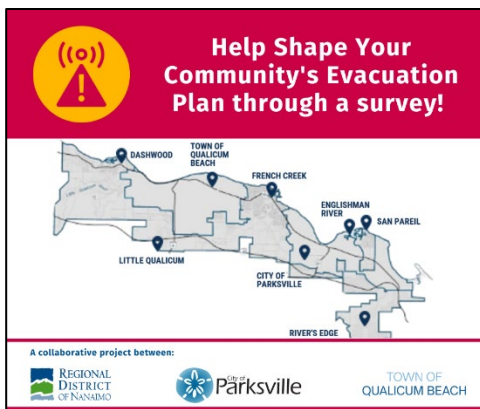 Help Shape Your
Community's Evacuation
Plan through a survey!
DASHWOOD
TOWN OF
QUALICUM
BEACH
FRENCH CREEK
ENGLISHMAN
RIVER
SAN PAREIL
LITTLE QUALICUM
CITY OF
PARKSVILLE
RIVER'S EDGE
A collaborative project between:
REGIONAL
DISTRICT
OF NANAIMO
City of
Parksville
TOWN OF
QUALICUM BEACH